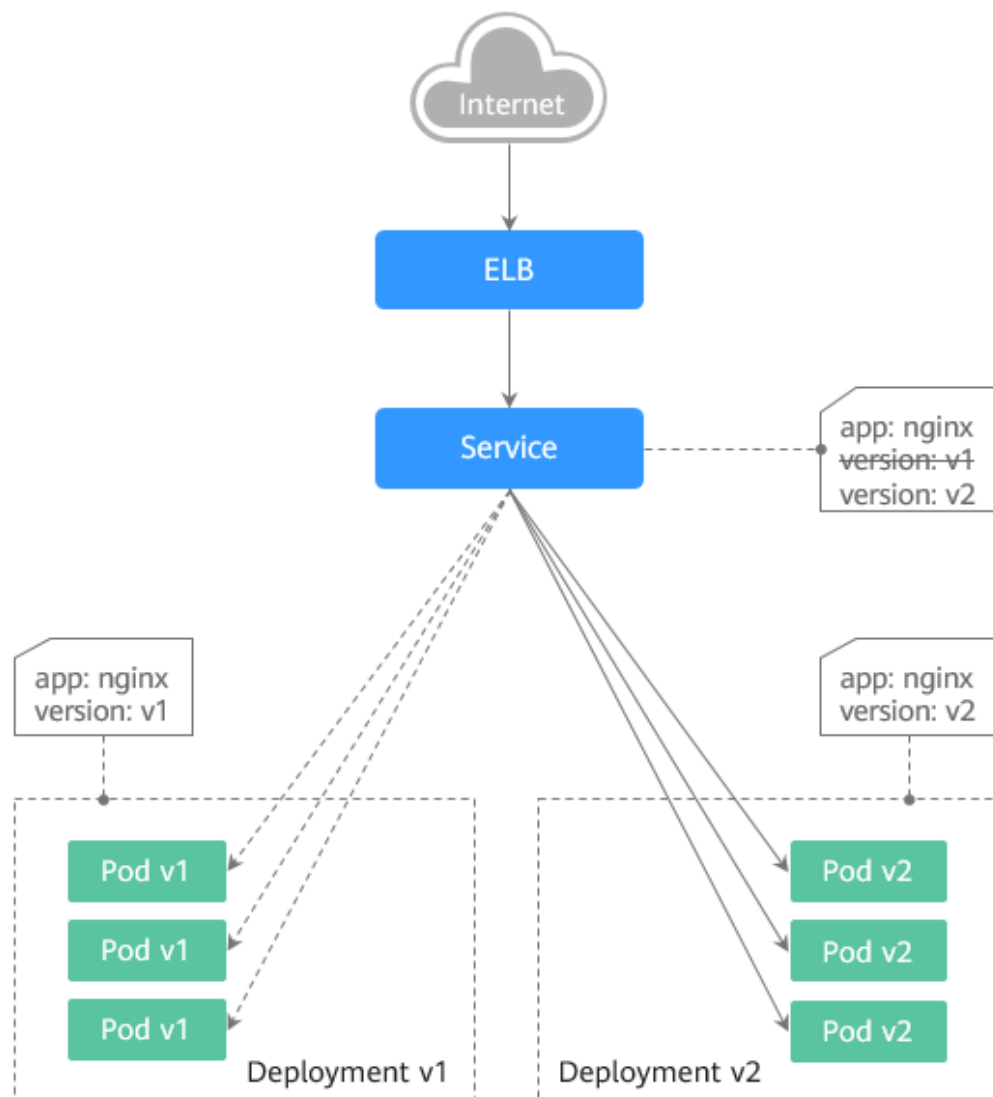 Internet
ELB
Service
app: nginx
version: v1
version: v2
app: nginx
version: v1
app: nginx
version: v2
Pod v1
Pod v1
Pod v1
Deployment v1
Pod v2
Pod v2
Pod v2
Deployment v2